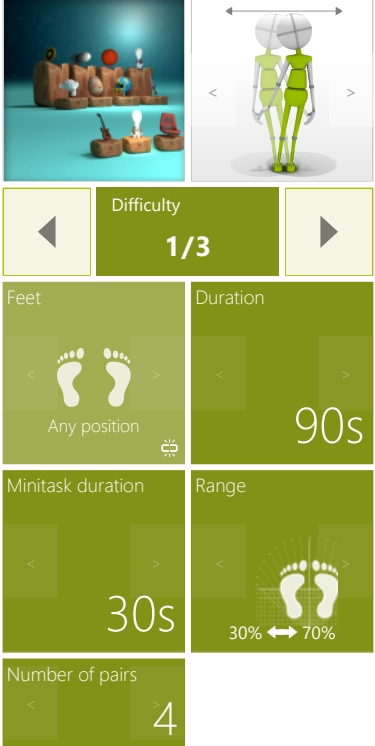 Difficulty
1/3
Feet
Any position
Duration
90s
Minitask duration
30s
Range
30% 70%
Number of pairs
4